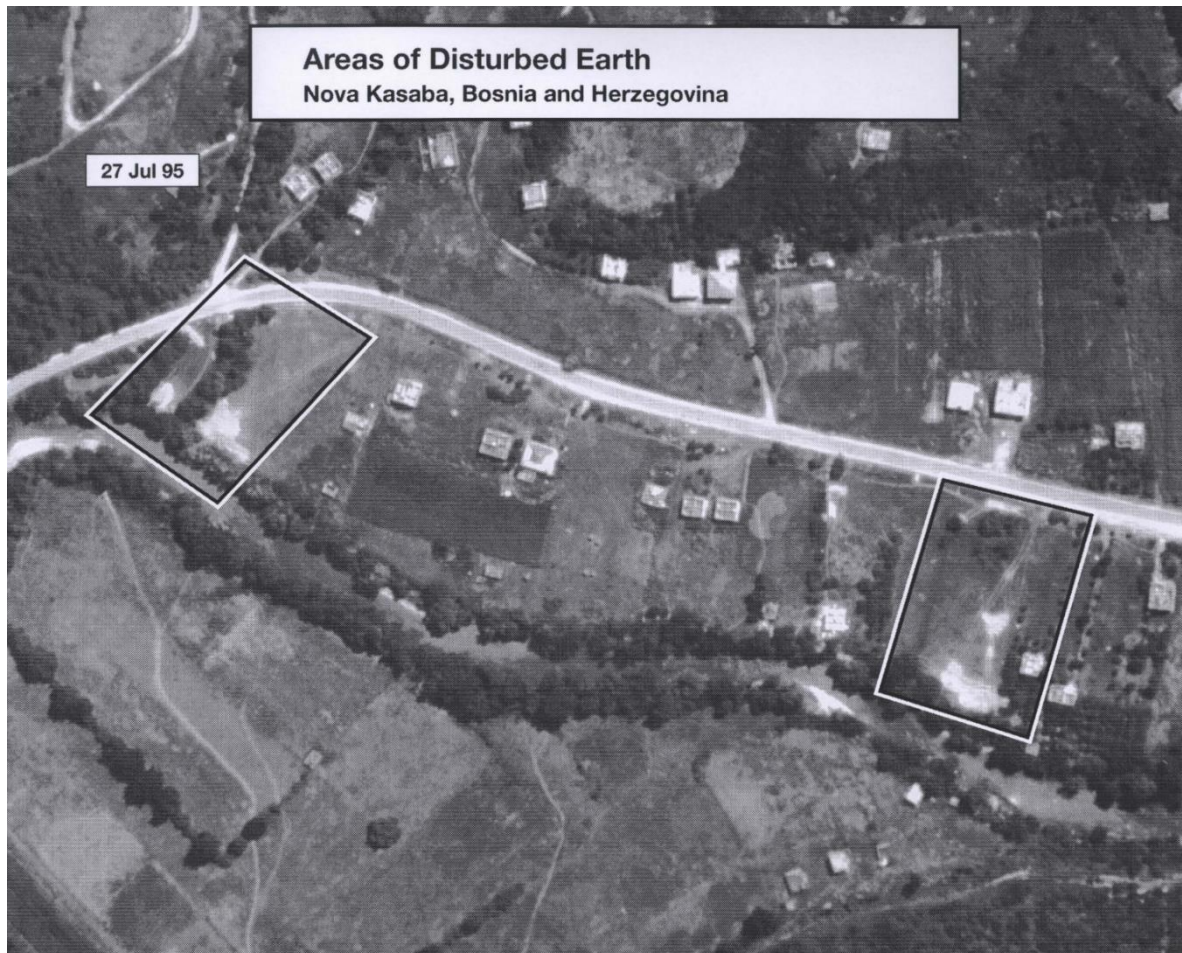 Areas of Disturbed Earth
Nova Kasaba, Bosnia and Herzegovina
27 Jul 95